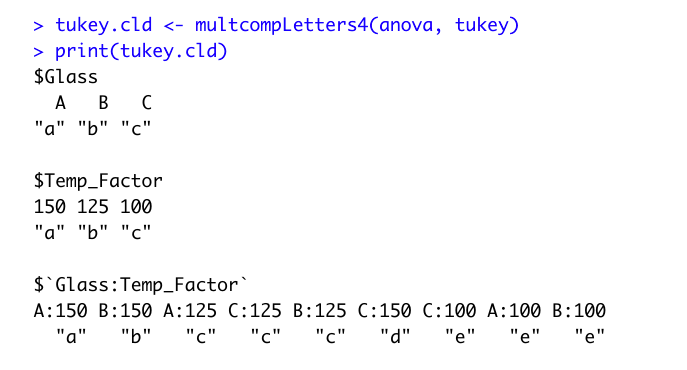 > tukey.cld <- multcompLetters4(anova, tukey)
> print(tukey.cld)
$Glass
  A   B   C
"a" "b" "c"

$Temp_Factor
150 125 100
"a" "b" "c"

$`Glass:Temp_Factor`
A:150 B:150 A:125 C:125 B:125 C:150 C:100 A:100 B:100
  "a"   "b"   "c"   "c"   "c"   "d"   "e"   "e"   "e"